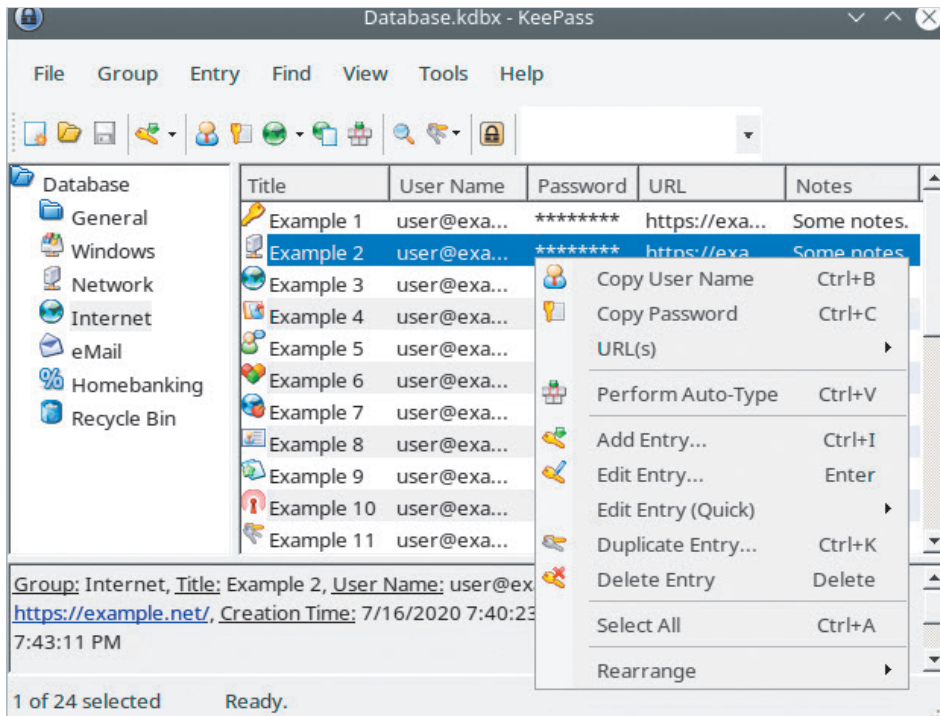 Database.kdbx - KeePass
File Group Entry Find View Tools Help
Database
General
Windows
Network
Internet
eMail
Homebanking
Recycle Bin
Title User Name Password URL Notes
Example 1 user@exa... ******** https://exa... Some notes.
Example 2 user@exa... ******** https://exa Some notes
Example 3 user@exa...
Example 4 user@exa...
Example 5 user@exa...
Example 6 user@exa...
Example 7 user@exa...
Example 8 user@exa...
Example 9 user@exa...
Example 10 user@exa...
Example 11 user@exa...
Copy User Name Ctrl+B
Copy Password Ctrl+C
URL(s)
Perform Auto-Type Ctrl+V
Add Entry... Ctrl+I
Edit Entry... Enter
Edit Entry (Quick)
Duplicate Entry... Ctrl+K
Delete Entry Delete
Select All Ctrl+A
Rearrange
Group: Internet, Title: Example 2, User Name: user@ex
https://example.net/, Creation Time: 7/16/2020 7:40:23
7:43:11 PM
1 of 24 selected Ready.